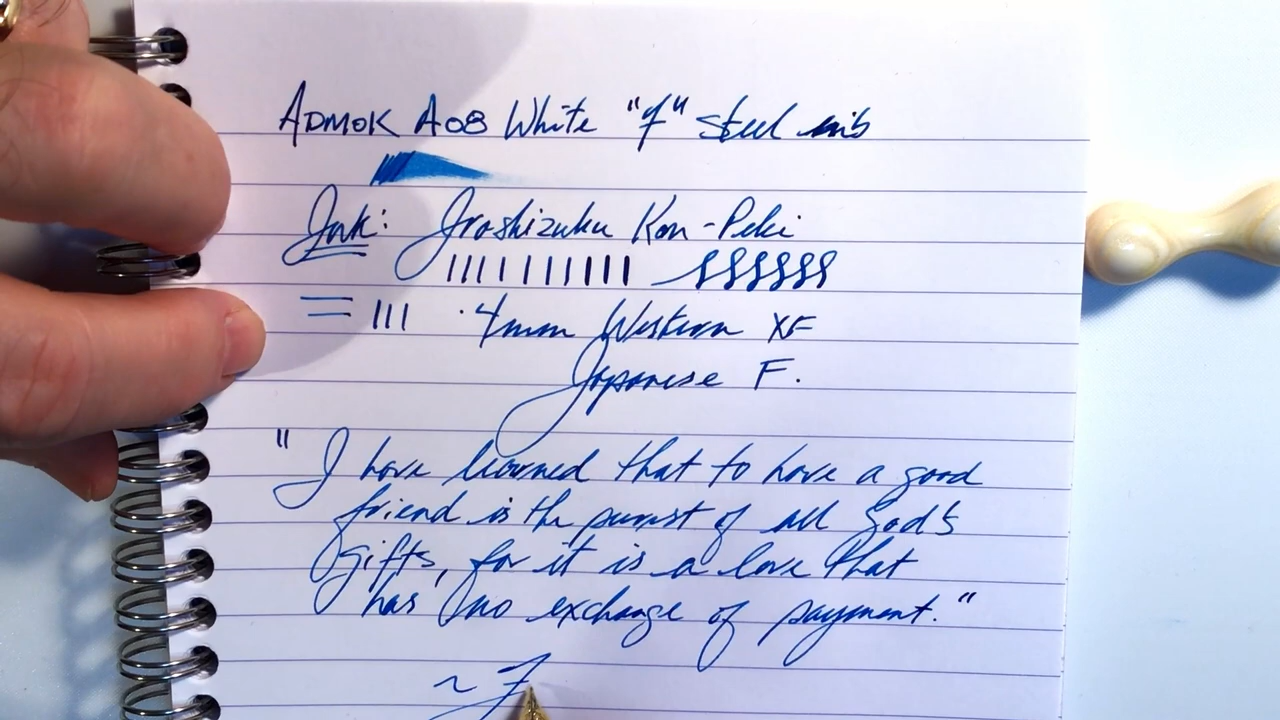 ADMOK A08 White "f" steel nib
Ink: Iroshizuku Kon-Peki
.4mm Western XF
Japanese F.
"I have learned that to have a good
friend is the purest of all God's
gifts, for it is a love that
has no exchange of payment."
~ F